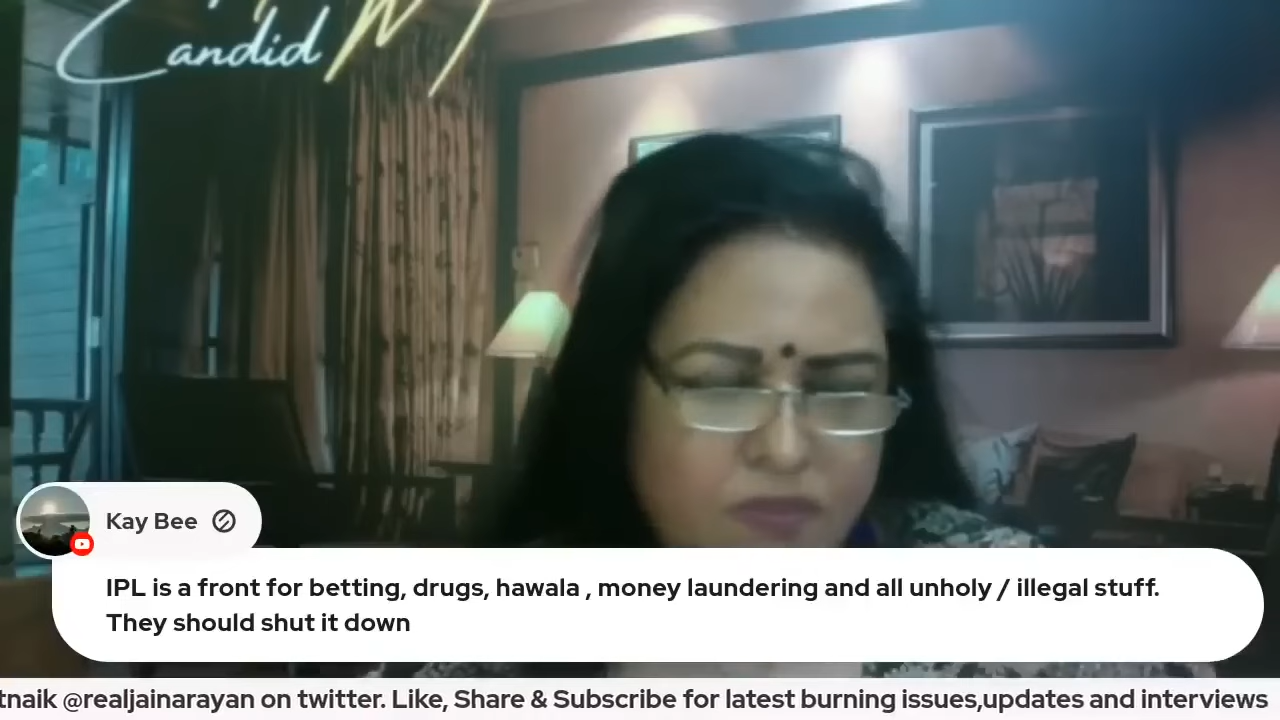 Candid
Kay Bee
IPL is a front for betting, drugs, hawala , money laundering and all unholy / illegal stuff.
They should shut it down
tnaik @realjainarayan on twitter. Like, Share & Subscribe for latest burning issues,updates and interviews